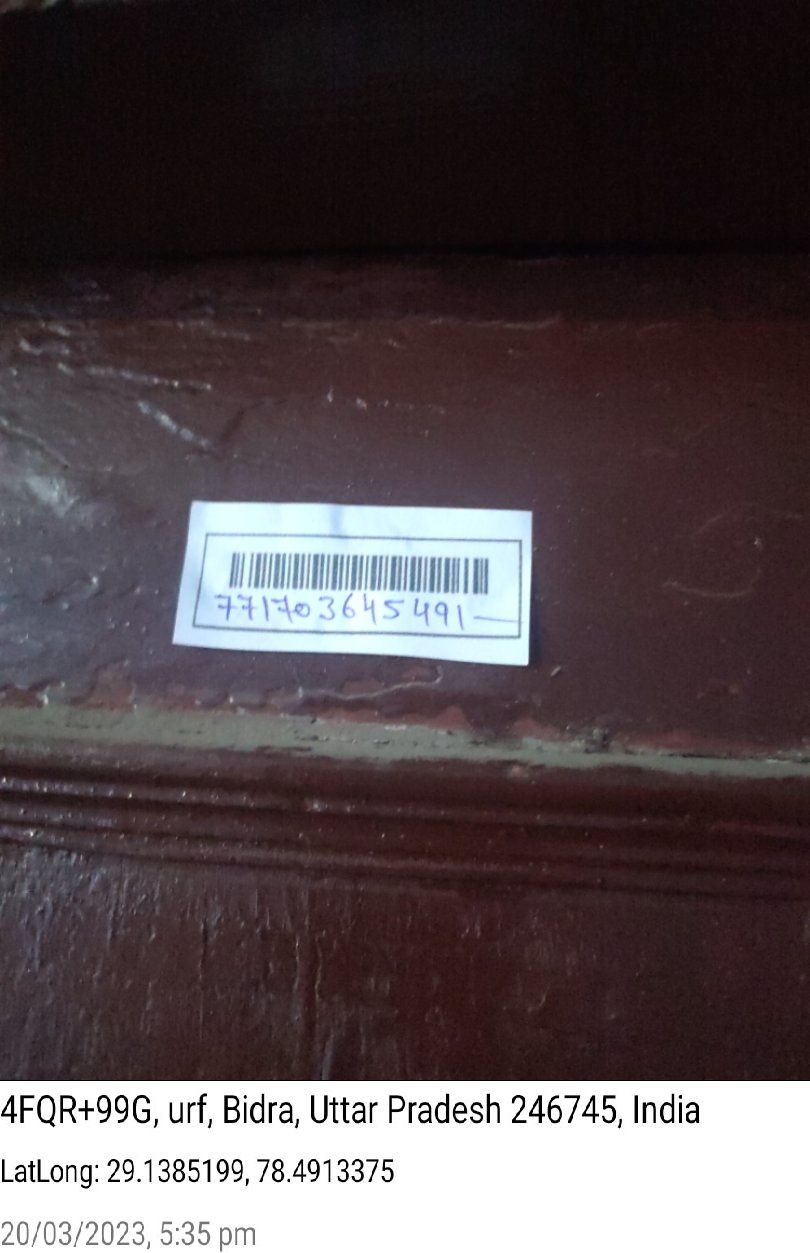 771703645491
4FQR+99G, urf, Bidra, Uttar Pradesh 246745, India
LatLong: 29.1385199, 78.4913375
20/03/2023, 5:35 pm